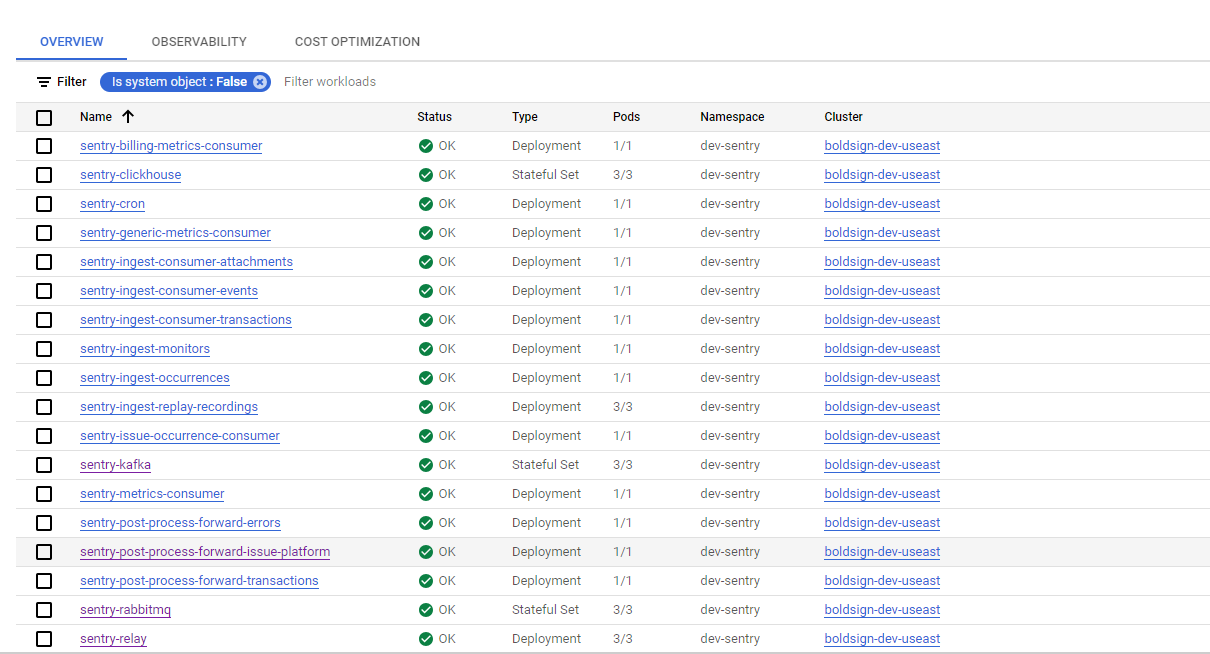 OVERVIEW OBSERVABILITY COST OPTIMIZATION
Filter Is system object : False Filter workloads
Name Status Type Pods Namespace Cluster
sentry-billing-metrics-consumer OK Deployment 1/1 dev-sentry boldsign-dev-useast
sentry-clickhouse OK Stateful Set 3/3 dev-sentry boldsign-dev-useast
sentry-cron OK Deployment 1/1 dev-sentry boldsign-dev-useast
sentry-generic-metrics-consumer OK Deployment 1/1 dev-sentry boldsign-dev-useast
sentry-ingest-consumer-attachments OK Deployment 1/1 dev-sentry boldsign-dev-useast
sentry-ingest-consumer-events OK Deployment 1/1 dev-sentry boldsign-dev-useast
sentry-ingest-consumer-transactions OK Deployment 1/1 dev-sentry boldsign-dev-useast
sentry-ingest-monitors OK Deployment 1/1 dev-sentry boldsign-dev-useast
sentry-ingest-occurrences OK Deployment 1/1 dev-sentry boldsign-dev-useast
sentry-ingest-replay-recordings OK Deployment 3/3 dev-sentry boldsign-dev-useast
sentry-issue-occurrence-consumer OK Deployment 1/1 dev-sentry boldsign-dev-useast
sentry-kafka OK Stateful Set 3/3 dev-sentry boldsign-dev-useast
sentry-metrics-consumer OK Deployment 1/1 dev-sentry boldsign-dev-useast
sentry-post-process-forward-errors OK Deployment 1/1 dev-sentry boldsign-dev-useast
sentry-post-process-forward-issue-platform OK Deployment 1/1 dev-sentry boldsign-dev-useast
sentry-post-process-forward-transactions OK Deployment 1/1 dev-sentry boldsign-dev-useast
sentry-rabbitmq OK Stateful Set 3/3 dev-sentry boldsign-dev-useast
sentry-relay OK Deployment 3/3 dev-sentry boldsign-dev-useast